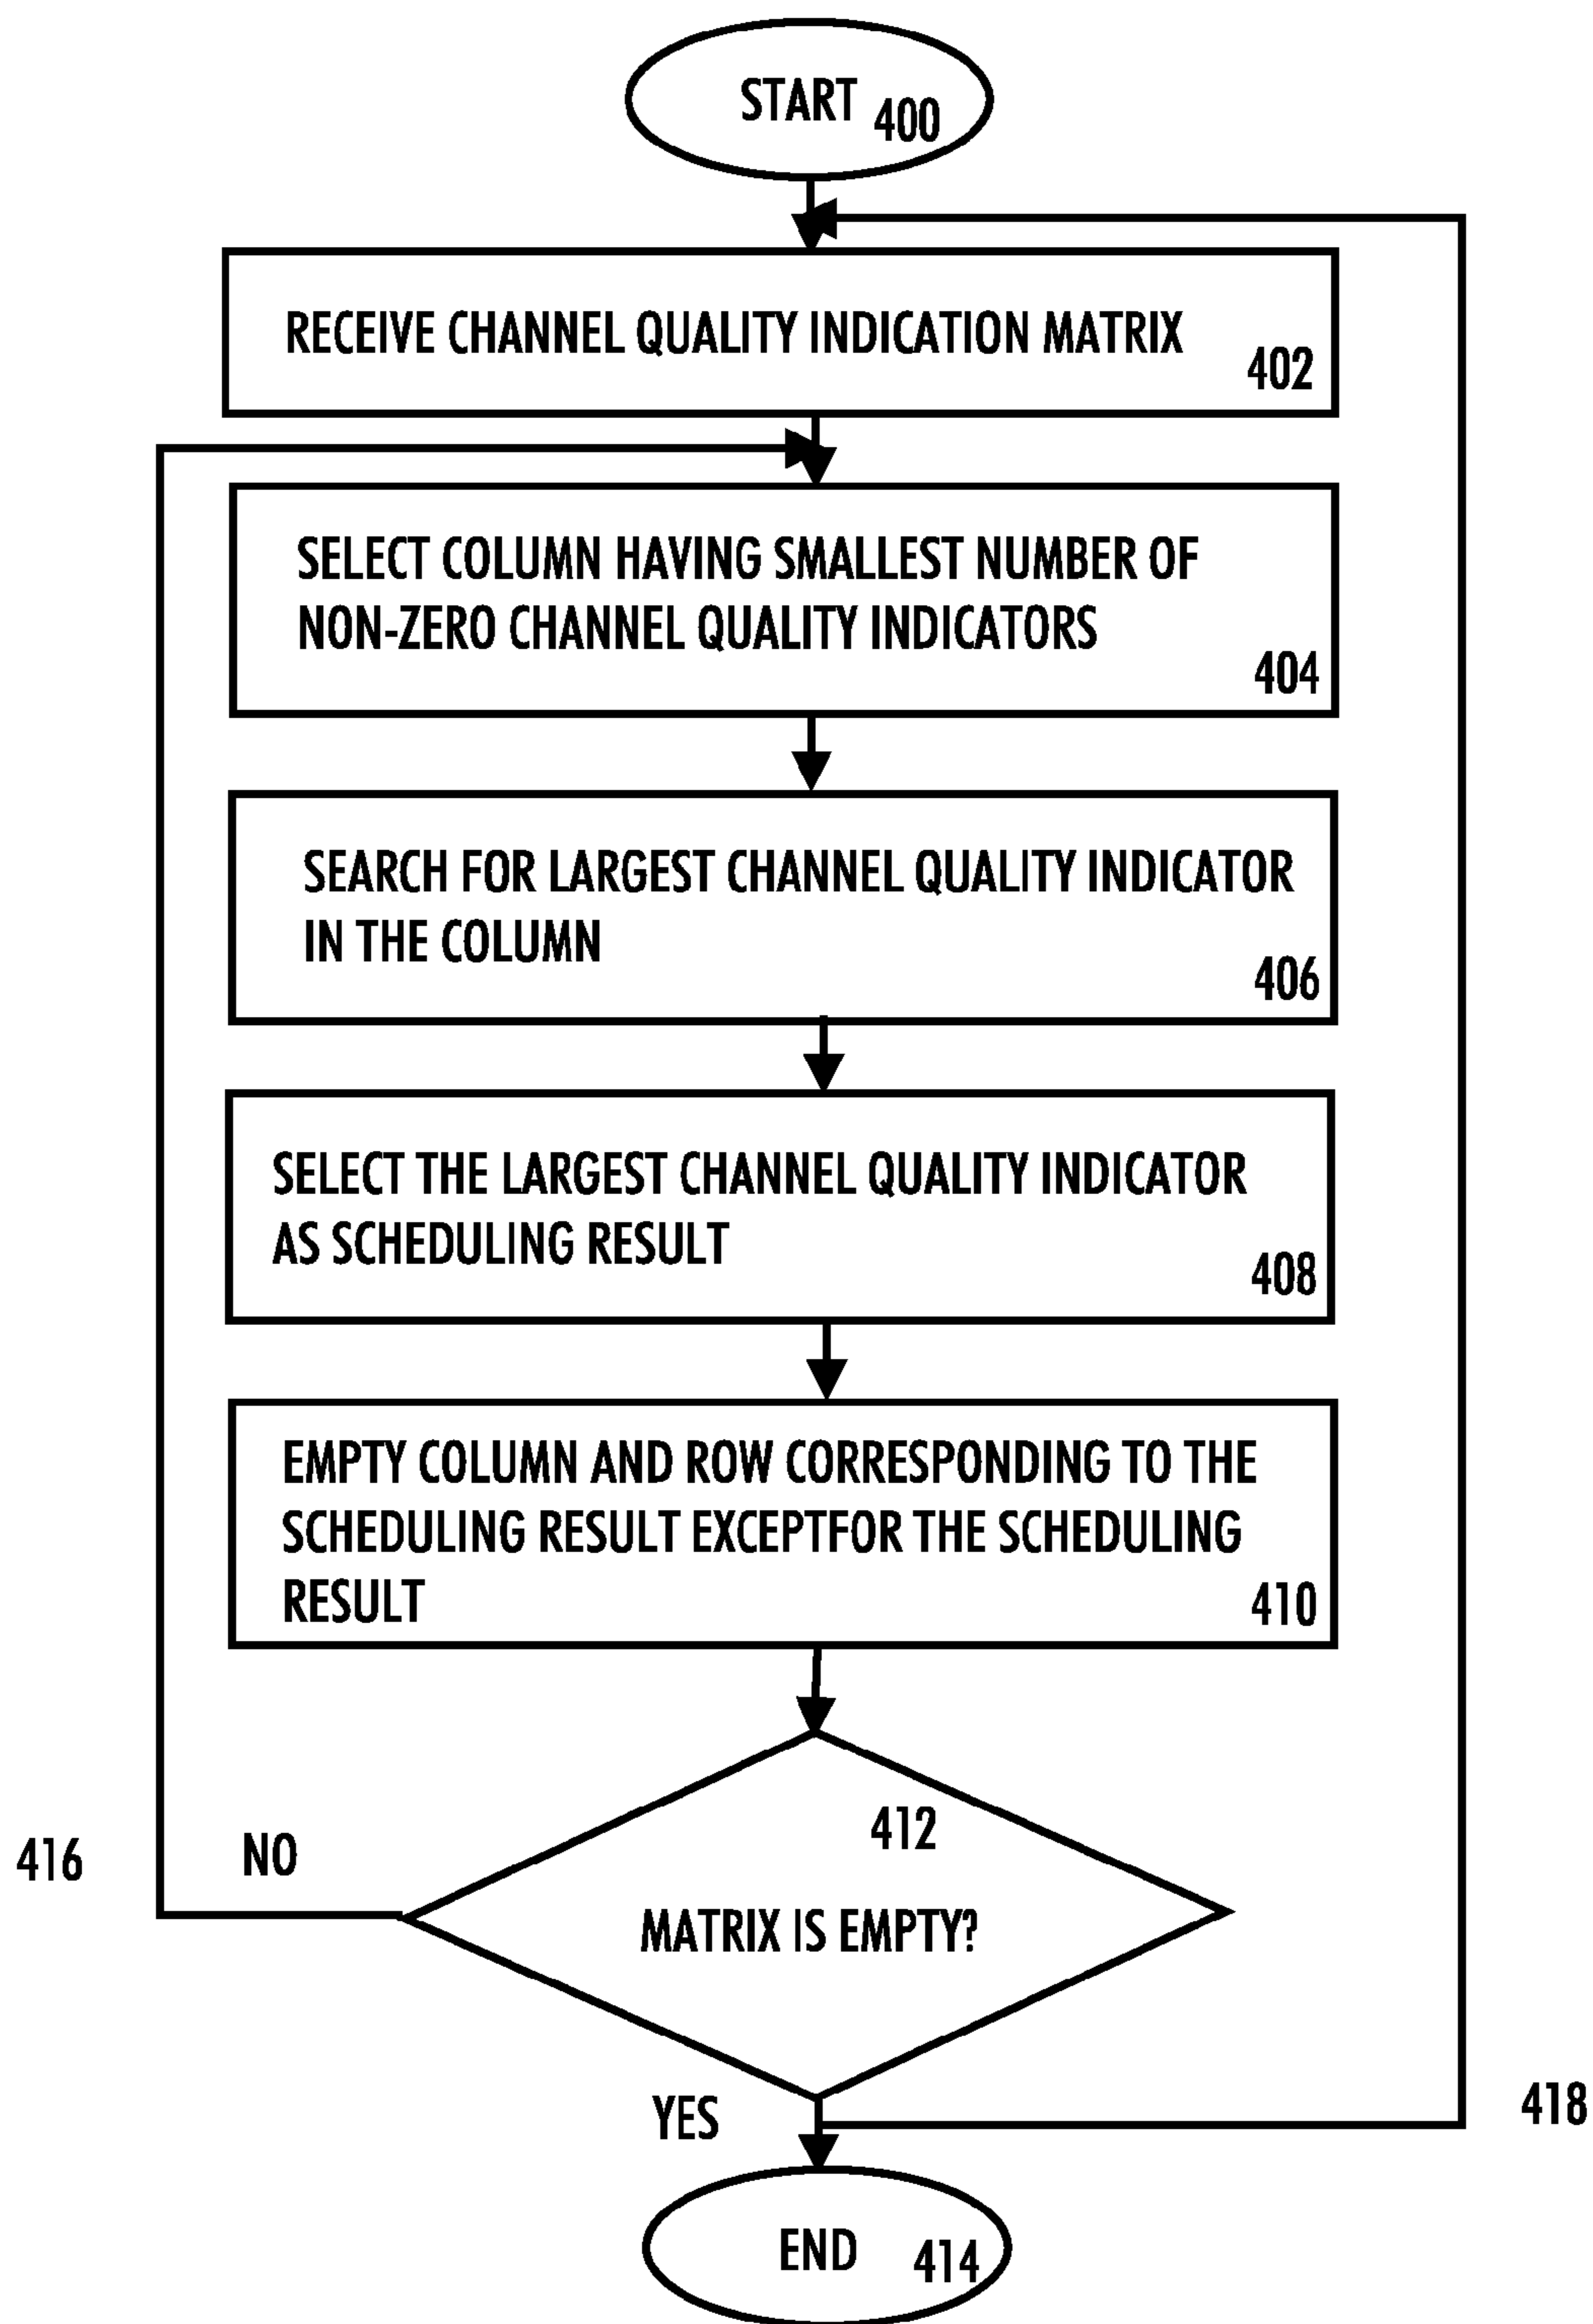 START 400
RECEIVE CHANNEL QUALITY INDICATION MATRIX
402
SELECT COLUMN HAVING SMALLEST NUMBER OF
NON-ZERO CHANNEL QUALITY INDICATORS
404
SEARCH FOR LARGEST CHANNEL QUALITY INDICATOR
IN THE COLUMN
406
SELECT THE LARGEST CHANNEL QUALITY INDICATOR
AS SCHEDULING RESULT
408
EMPTY COLUMN AND ROW CORRESPONDING TO THE
SCHEDULING RESULT EXCEPTFOR THE SCHEDULING
RESULT
410
412
416
NO
MATRIX IS EMPTY?
YES
418
END 414